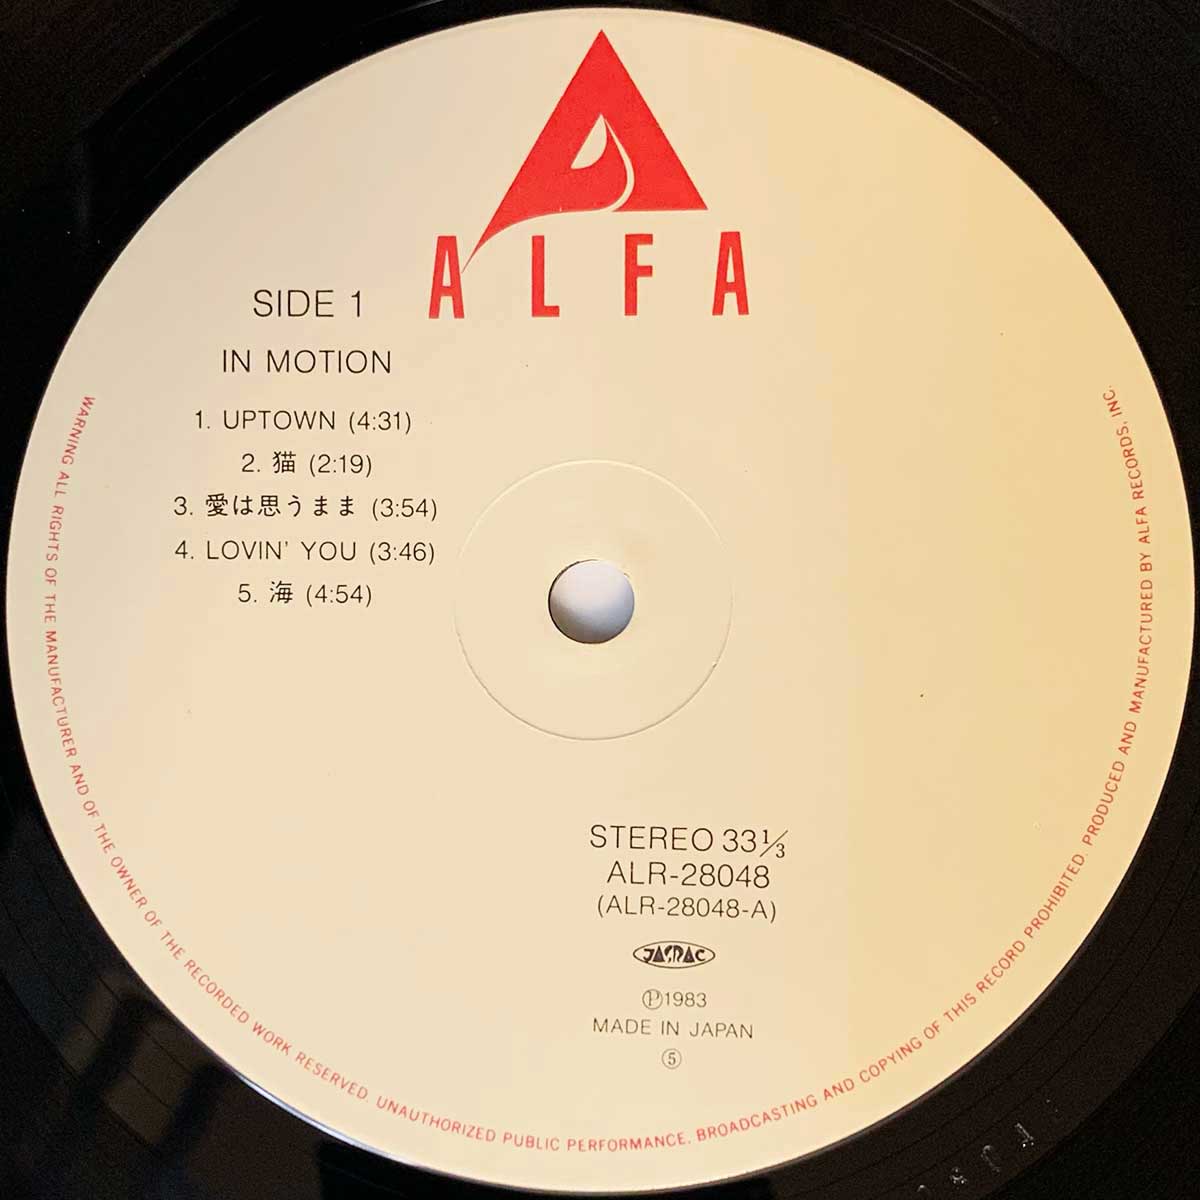 ALFA
SIDE 1
IN MOTION
1. UPTOWN (4:31)
2. 猫 (2:19)
3. 愛は思うまま (3:54)
4. LOVIN' YOU (3:46)
5. 海 (4:54)
STEREO 33⅓
ALR-28048
(ALR-28048-A)
JASRAC
Ⓟ1983
MADE IN JAPAN
⑤
WARNING ALL RIGHTS OF THE MANUFACTURER AND OF THE OWNER OF THE RECORDED WORK RESERVED. UNAUTHORIZED PUBLIC PERFORMANCE, BROADCASTING AND COPYING OF THIS RECORD PROHIBITED. PRODUCED AND MANUFACTURED BY ALFA RECORDS, INC.